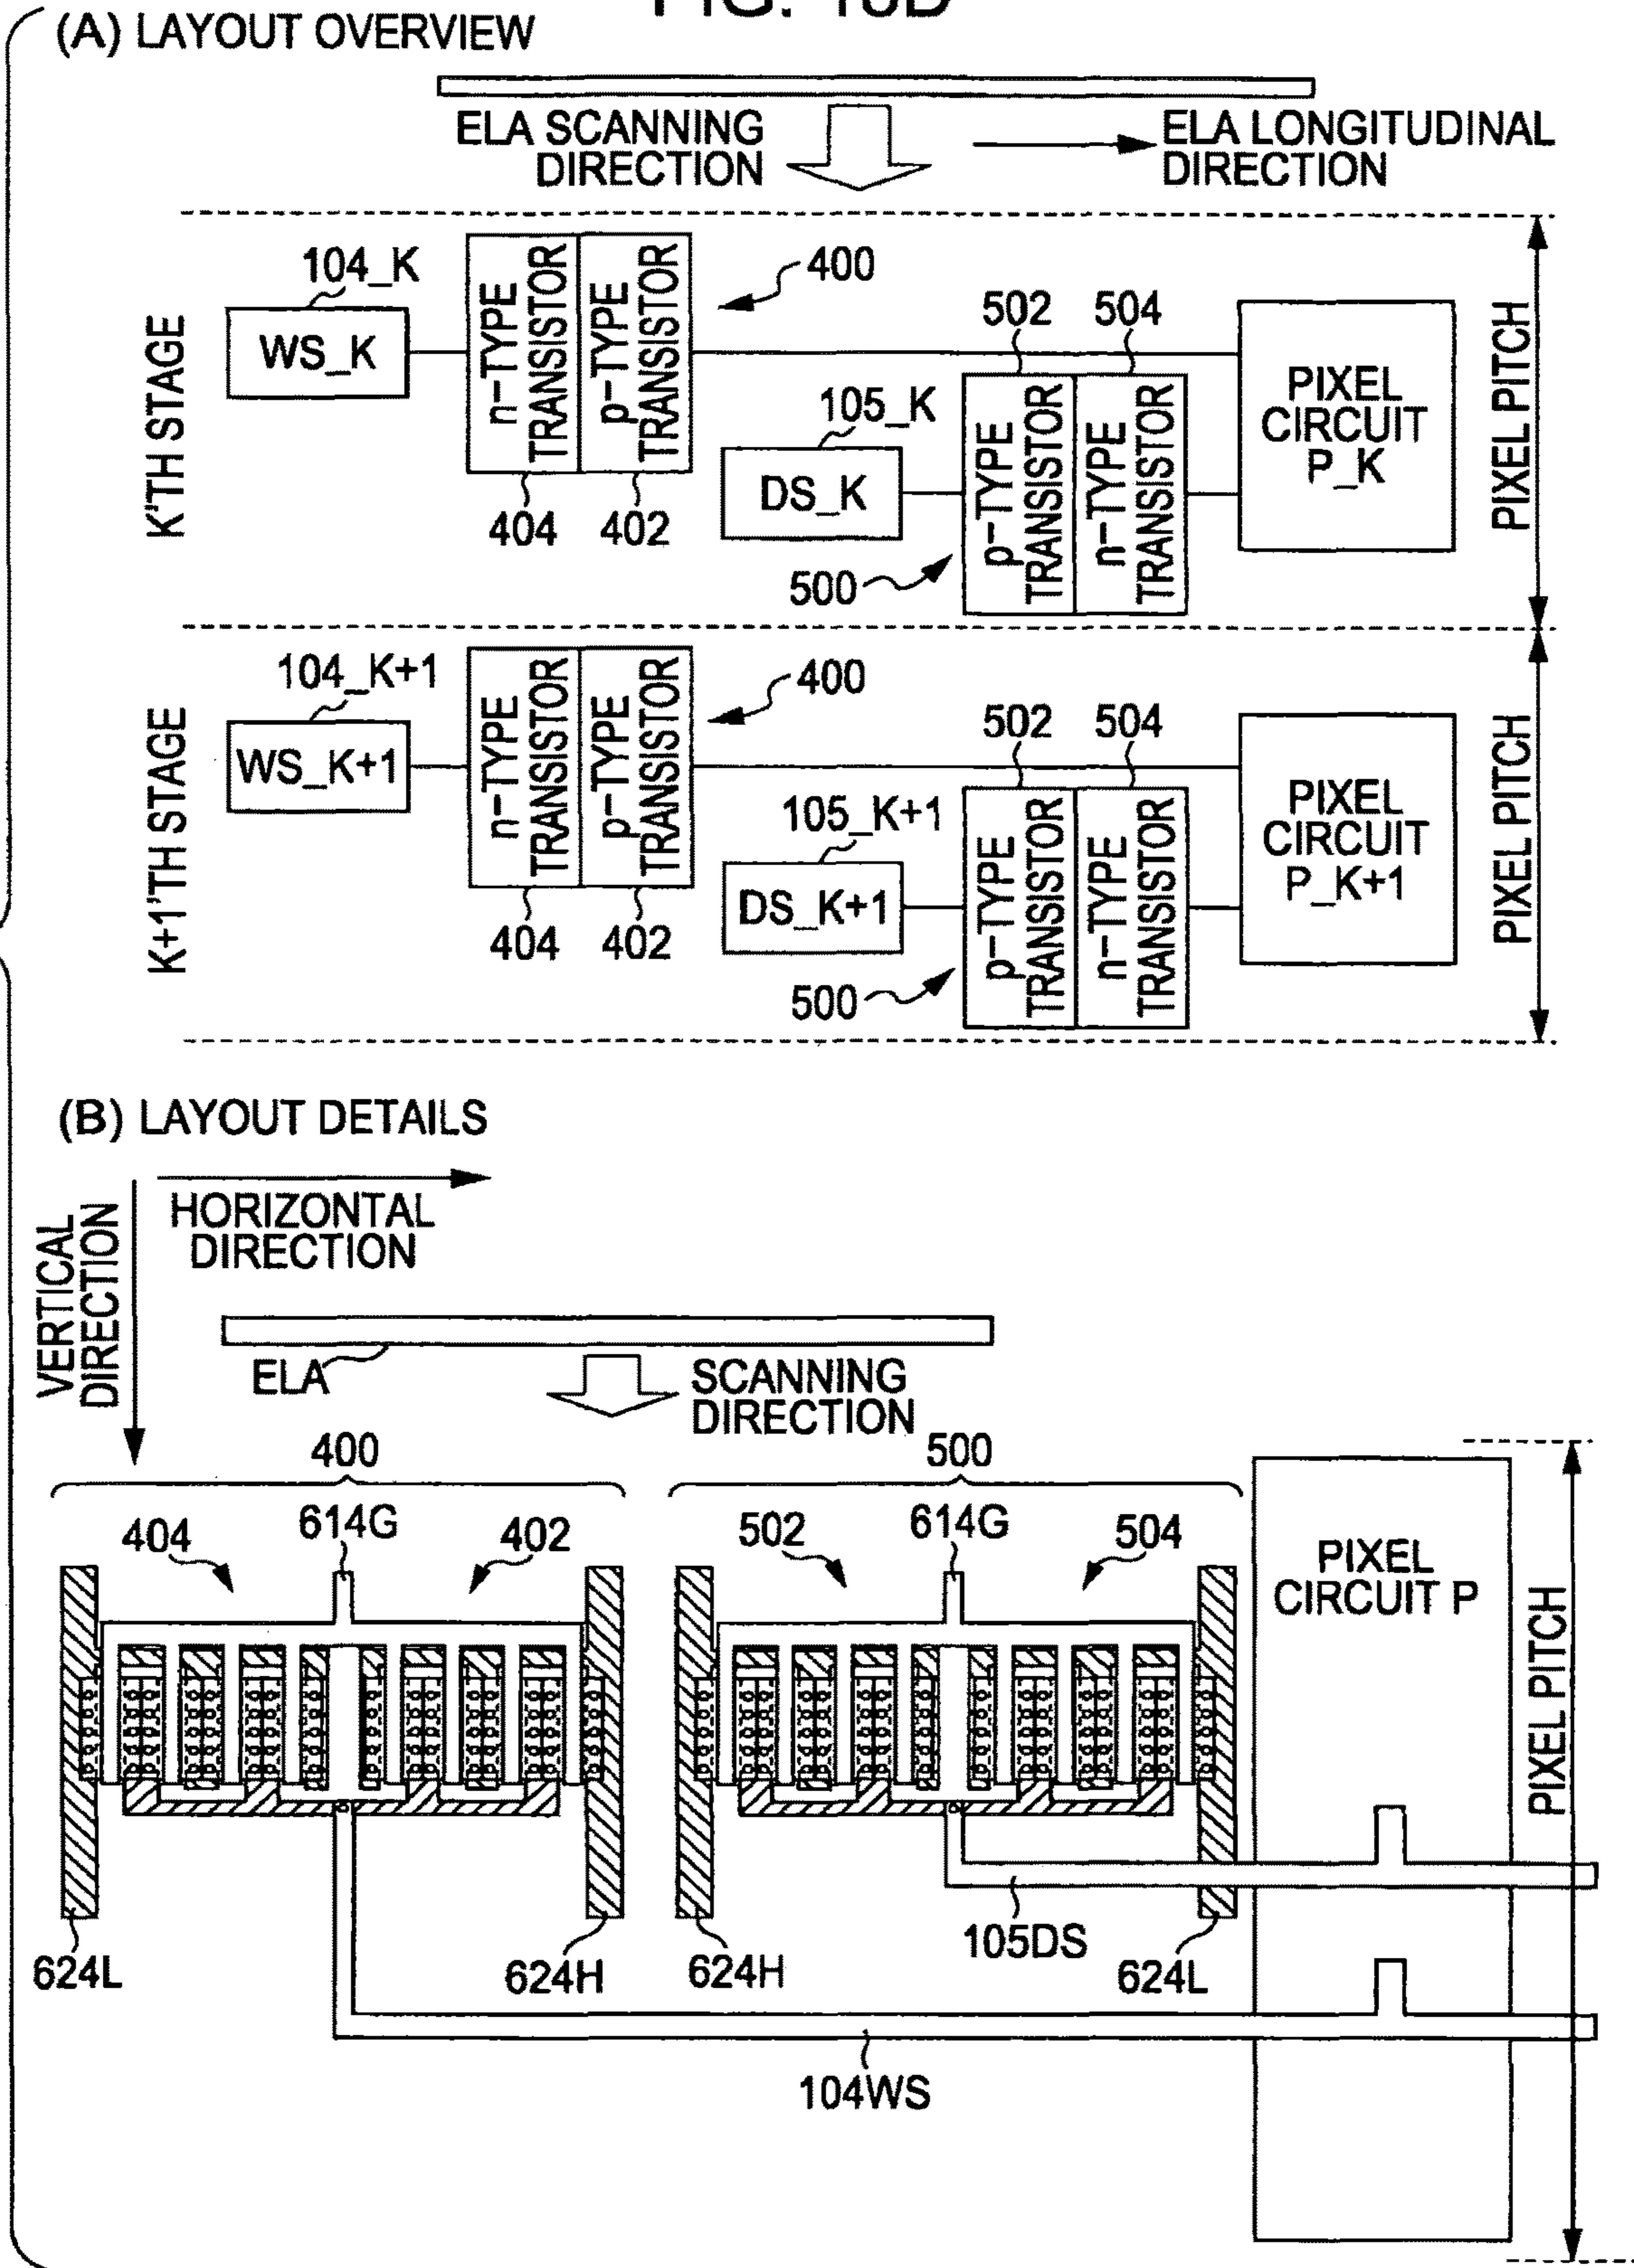 (A) LAYOUT OVERVIEW
ELA SCANNING
DIRECTION
ELA LONGITUDINAL
DIRECTION
K'TH STAGE
104_K
WS_K
n-TYPE
TRANSISTOR
p-TYPE
TRANSISTOR
400
404
402
105_K
DS_K
502
504
p-TYPE
TRANSISTOR
n-TYPE
TRANSISTOR
500
PIXEL
CIRCUIT
P_K
PIXEL PITCH
K+1'TH STAGE
104_K+1
WS_K+1
n-TYPE
TRANSISTOR
p-TYPE
TRANSISTOR
400
404
402
105_K+1
DS_K+1
502
504
p-TYPE
TRANSISTOR
n-TYPE
TRANSISTOR
500
PIXEL
CIRCUIT
P_K+1
PIXEL PITCH
(B) LAYOUT DETAILS
HORIZONTAL
DIRECTION
VERTICAL
DIRECTION
ELA
SCANNING
DIRECTION
400
500
404
614G
402
502
614G
504
PIXEL
CIRCUIT P
PIXEL PITCH
624L
624H
624H
105DS
624L
104WS